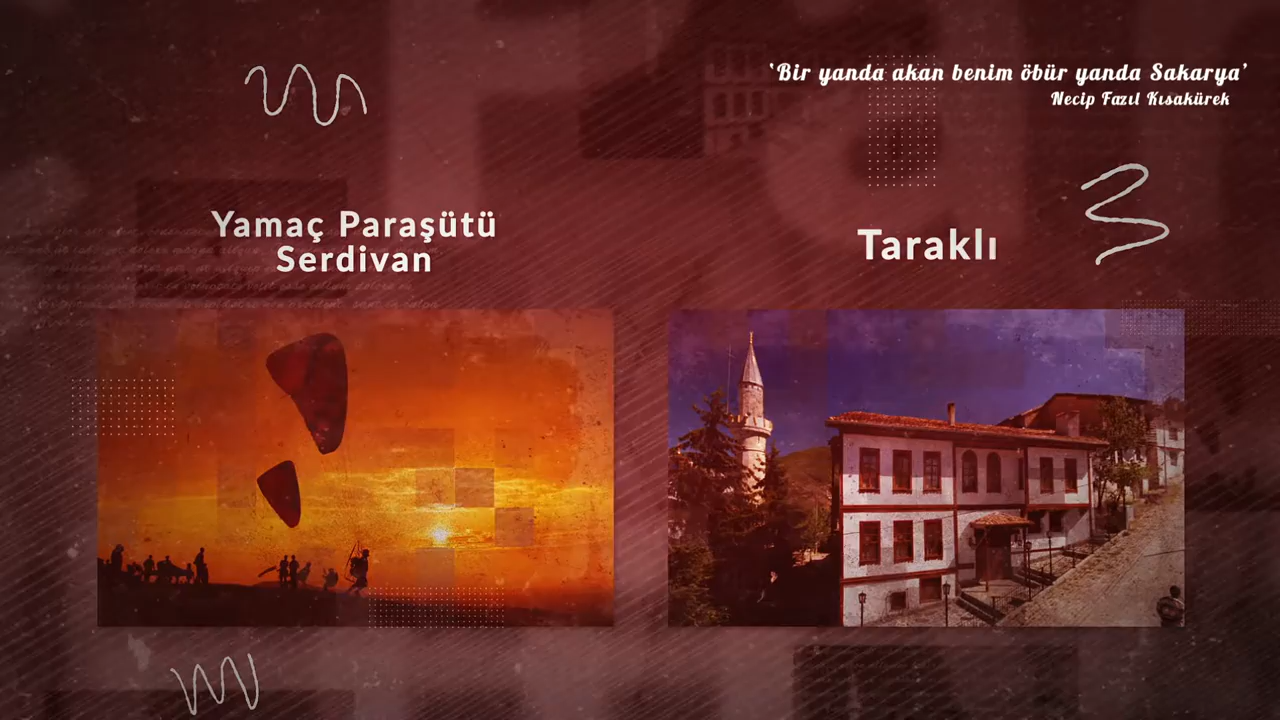 ‘Bir yanda akan benim öbür yanda Sakarya’
Necip Fazıl Kısakürek
Yamaç Paraşütü
Serdivan
Taraklı